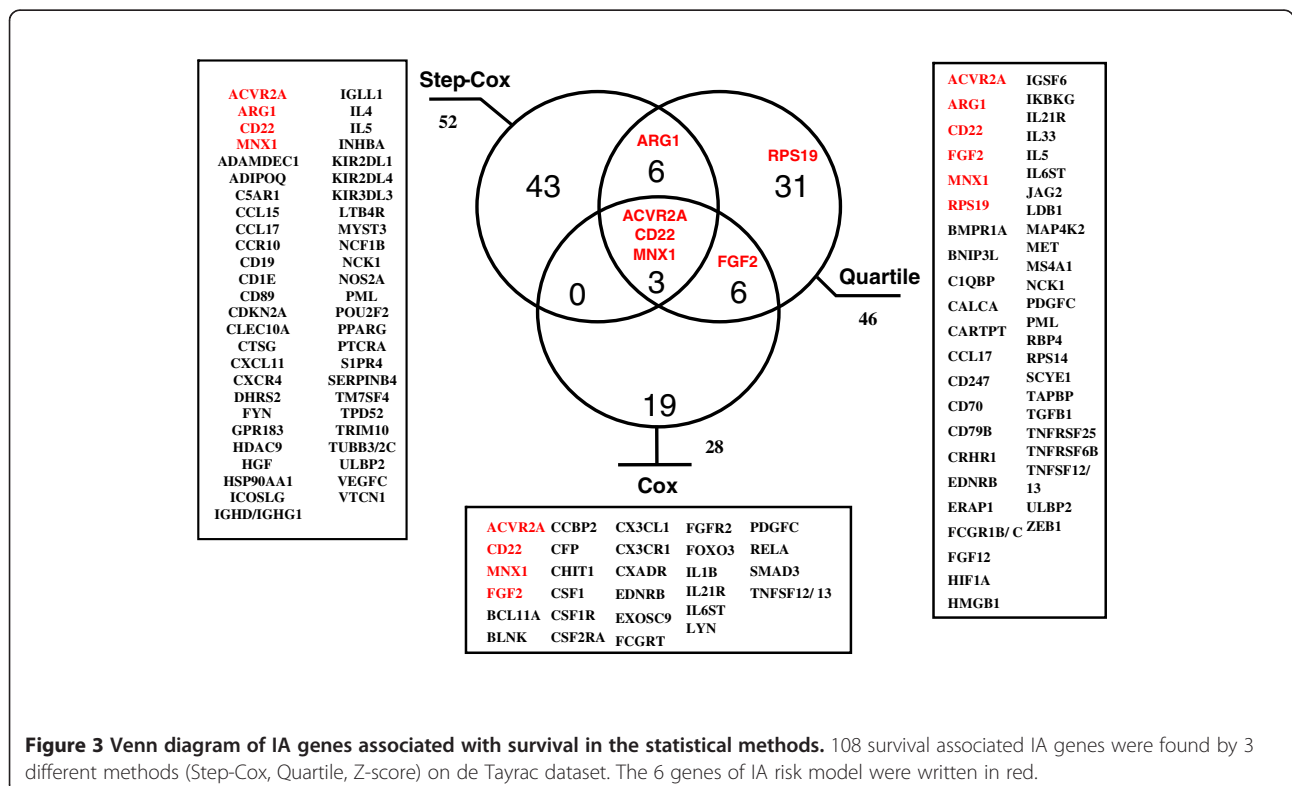 Step-Cox
52
ACVR2A
ARG1
CD22
MNX1
ADAMDEC1
ADIPOQ
C5AR1
CCL15
CCL17
CCR10
CD19
CD1E
CD89
CDKN2A
CLEC10A
CTSG
CXCL11
CXCR4
DHRS2
FYN
GPR183
HDAC9
HGF
HSP90AA1
ICOSLG
IGHD/IGHG1
IGLL1
IL4
IL5
INHBA
KIR2DL1
KIR2DL4
KIR3DL3
LTB4R
MYST3
NCF1B
NCK1
NOS2A
PML
POU2F2
PPARG
PTCRA
S1PR4
SERPINB4
TM7SF4
TPD52
TRIM10
TUBB3/2C
ULBP2
VEGFC
VTCN1
43
ARG1
6
RPS19
31
ACVR2A
CD22
MNX1
3
FGF2
6
0
19
Quartile
46
28
Cox
ACVR2A
ARG1
CD22
FGF2
MNX1
RPS19
BMPR1A
BNIP3L
C1QBP
CALCA
CARTPT
CCL17
CD247
CD70
CD79B
CRHR1
EDNRB
ERAP1
FCGR1B/ C
FGF12
HIF1A
HMGB1
IGSF6
IKBKG
IL21R
IL33
IL5
IL6ST
JAG2
LDB1
MAP4K2
MET
MS4A1
NCK1
PDGFC
PML
RBP4
RPS14
SCYE1
TAPBP
TGFB1
TNFRSF25
TNFRSF6B
TNFSF12/
13
ULBP2
ZEB1
ACVR2A
CD22
MNX1
FGF2
BCL11A
BLNK
CCBP2
CFP
CHIT1
CSF1
CSF1R
CSF2RA
CX3CL1
CX3CR1
CXADR
EDNRB
EXOSC9
FCGRT
FGFR2
FOXO3
IL1B
IL21R
IL6ST
LYN
PDGFC
RELA
SMAD3
TNFSF12/ 13
Figure 3 Venn diagram of IA genes associated with survival in the statistical methods. 108 survival associated IA genes were found by 3
different methods (Step-Cox, Quartile, Z-score) on de Tayrac dataset. The 6 genes of IA risk model were written in red.